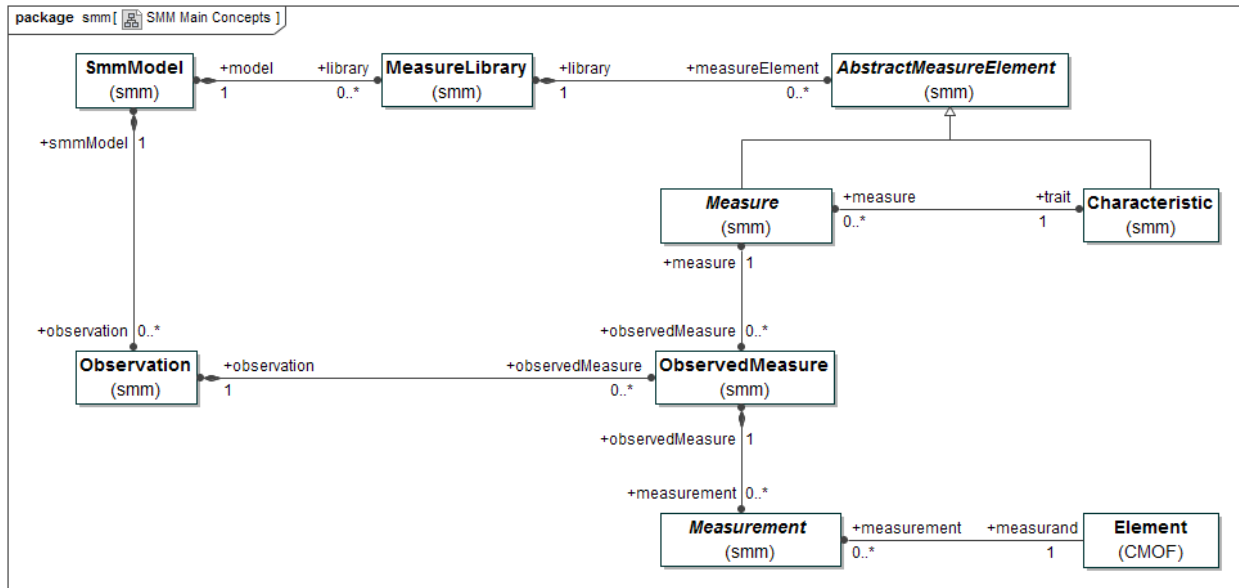 package smm[ SMM Main Concepts ]
SmmModel
(smm)
+model
1
+library
0..*
MeasureLibrary
(smm)
+library
1
+measureElement
0..*
AbstractMeasureElement
(smm)
+smmModel 1
Measure
(smm)
+measure
0..*
+trait
1
Characteristic
(smm)
+measure 1
+observation 0..*
+observedMeasure 0..*
Observation
(smm)
+observation
1
+observedMeasure
0..*
ObservedMeasure
(smm)
+observedMeasure 1
+measurement 0..*
Measurement
(smm)
+measurement
0..*
+measurand
1
Element
(CMOF)